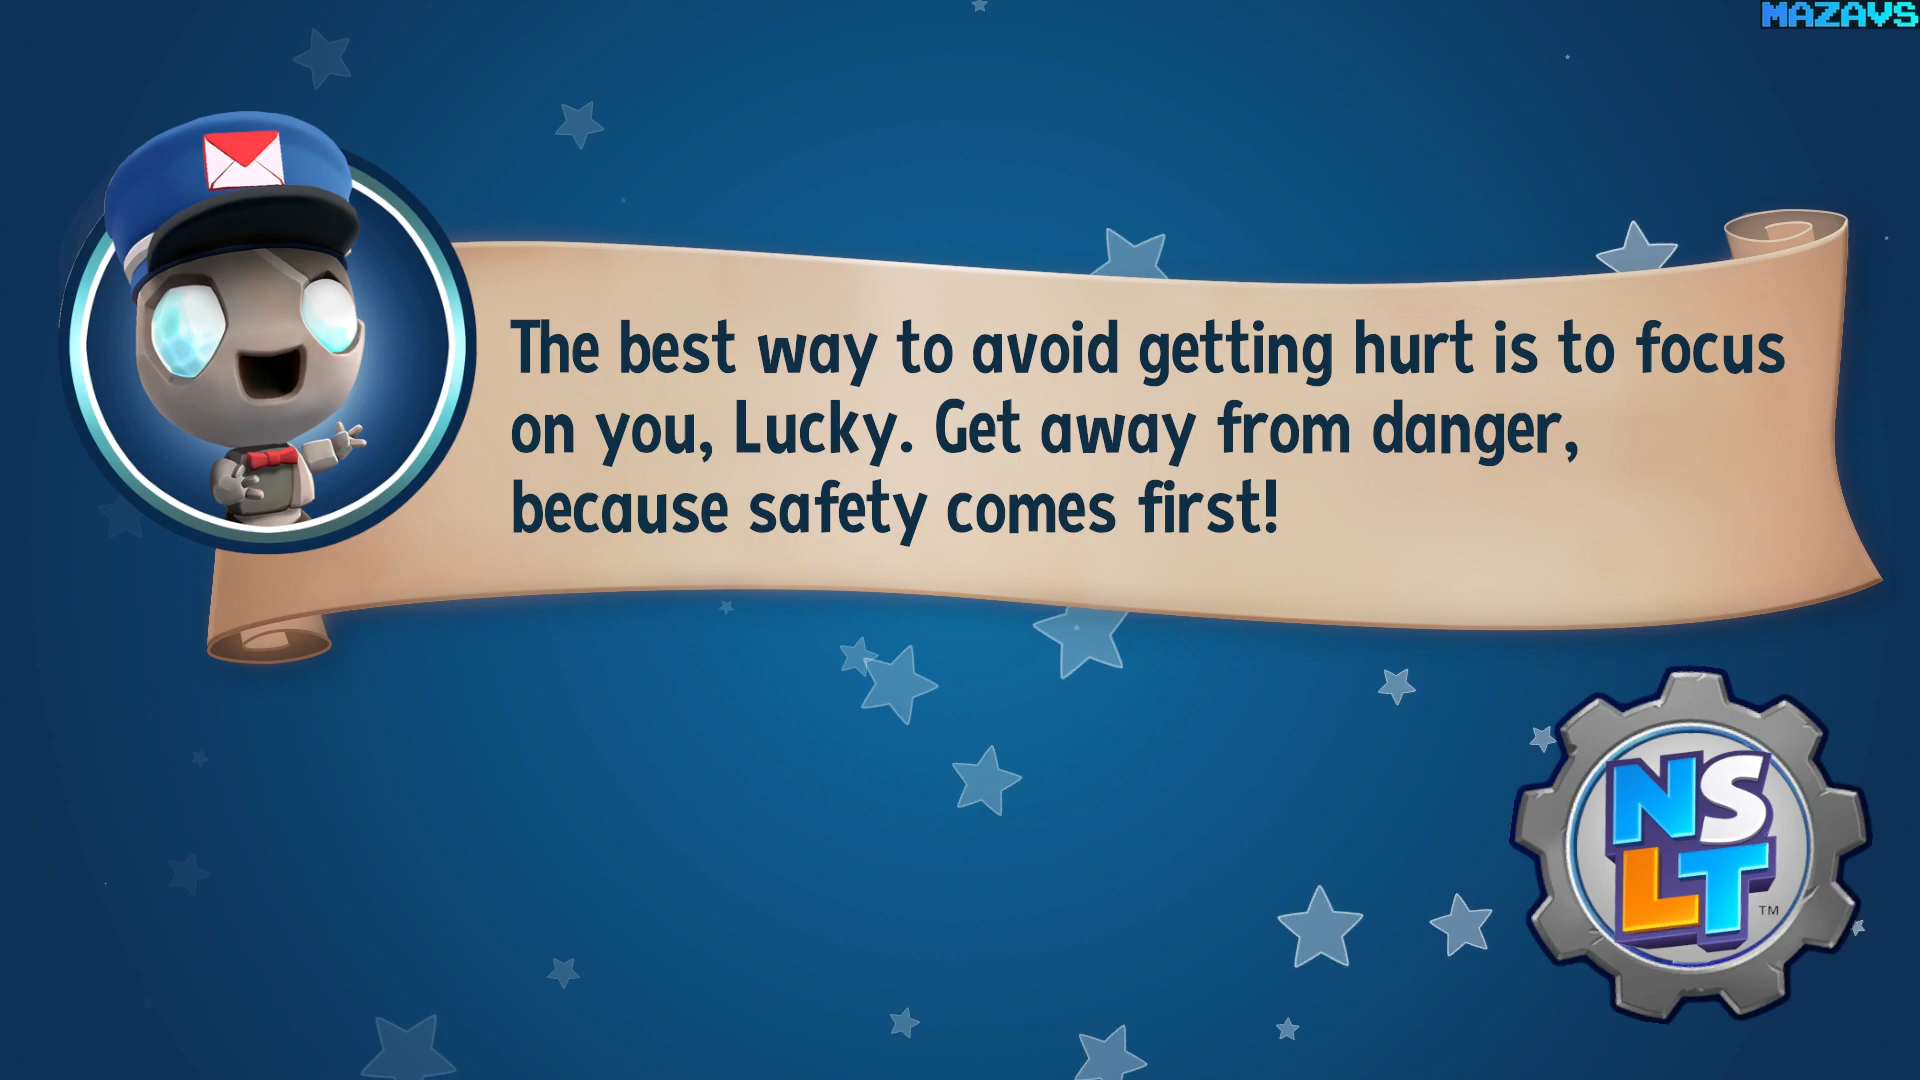 MAZAVS
The best way to avoid getting hurt is to focus
on you, Lucky. Get away from danger,
because safety comes first!
NS
LT
TM